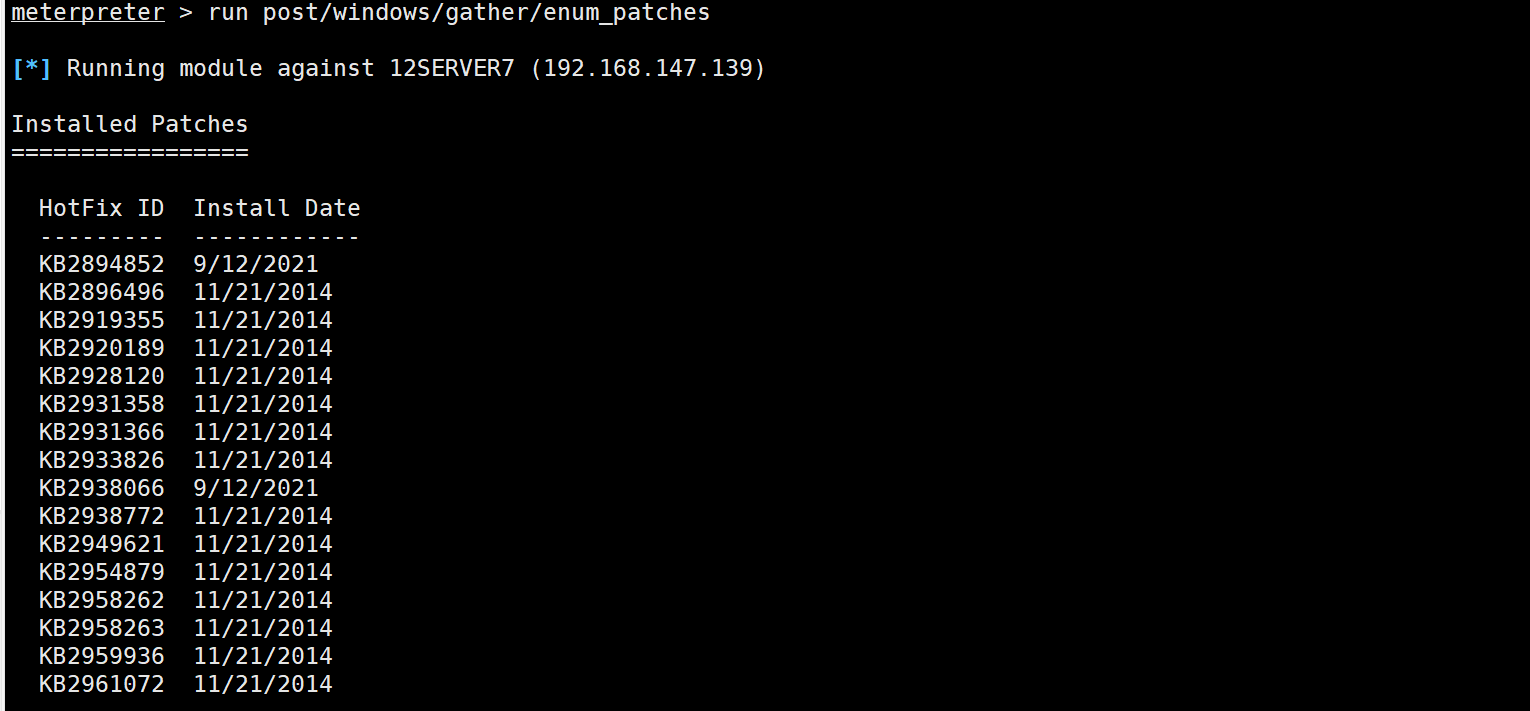 meterpreter > run post/windows/gather/enum_patches
[*] Running module against 12SERVER7 (192.168.147.139)
Installed Patches
=================
HotFix ID  Install Date
---------  ------------
KB2894852  9/12/2021
KB2896496  11/21/2014
KB2919355  11/21/2014
KB2920189  11/21/2014
KB2928120  11/21/2014
KB2931358  11/21/2014
KB2931366  11/21/2014
KB2933826  11/21/2014
KB2938066  9/12/2021
KB2938772  11/21/2014
KB2949621  11/21/2014
KB2954879  11/21/2014
KB2958262  11/21/2014
KB2958263  11/21/2014
KB2959936  11/21/2014
KB2961072  11/21/2014